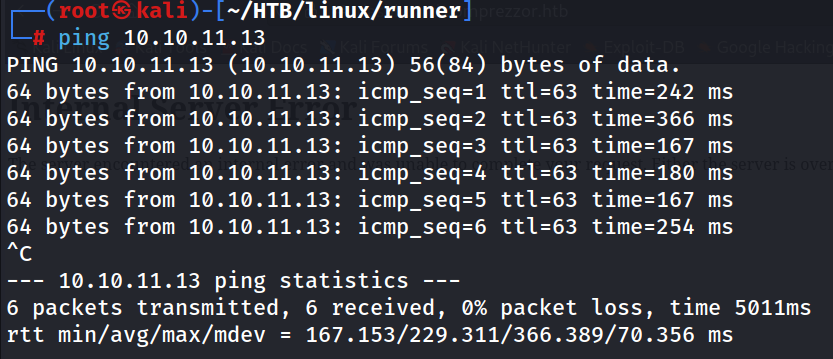 ┌──(root㉿kali)-[~/HTB/linux/runner]
└─# ping 10.10.11.13
PING 10.10.11.13 (10.10.11.13) 56(84) bytes of data.
64 bytes from 10.10.11.13: icmp_seq=1 ttl=63 time=242 ms
64 bytes from 10.10.11.13: icmp_seq=2 ttl=63 time=366 ms
64 bytes from 10.10.11.13: icmp_seq=3 ttl=63 time=167 ms
64 bytes from 10.10.11.13: icmp_seq=4 ttl=63 time=180 ms
64 bytes from 10.10.11.13: icmp_seq=5 ttl=63 time=167 ms
64 bytes from 10.10.11.13: icmp_seq=6 ttl=63 time=254 ms
^C
--- 10.10.11.13 ping statistics ---
6 packets transmitted, 6 received, 0% packet loss, time 5011ms
rtt min/avg/max/mdev = 167.153/229.311/366.389/70.356 ms